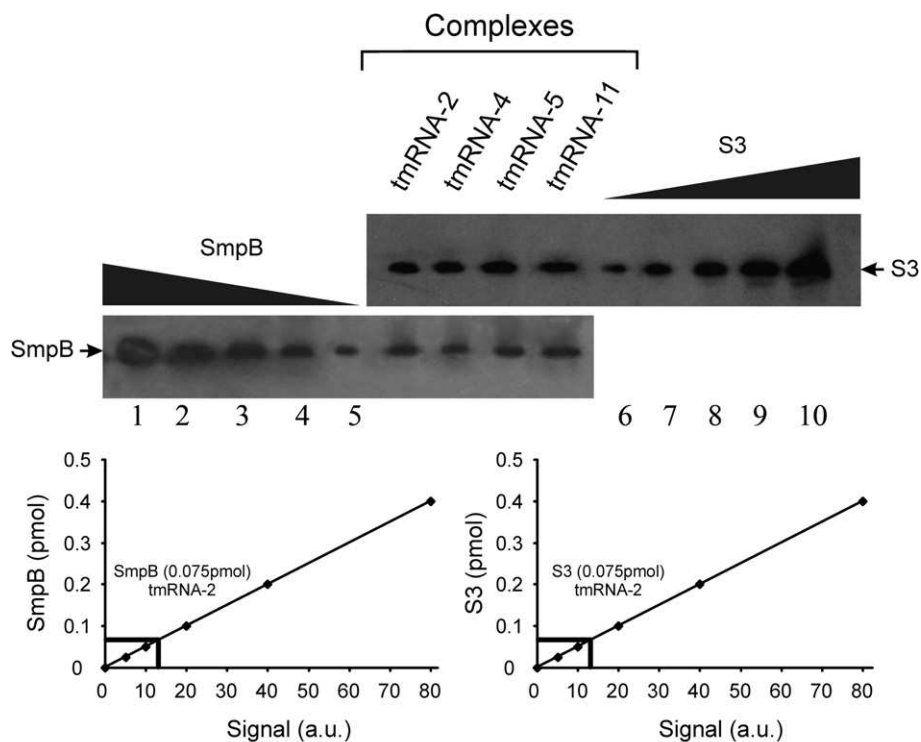 Complexes
tmRNA-2
tmRNA-4
tmRNA-5
tmRNA-11
S3
SmpB
S3
SmpB
1 2 3 4 5 6 7 8 9 10
0.5
0.4
0.3
0.2
0.1
0
SmpB (pmol)
SmpB (0.075pmol)
tmRNA-2
0 10 20 30 40 50 60 70 80
Signal (a.u.)
0.5
0.4
0.3
0.2
0.1
0
S3 (pmol)
S3 (0.075pmol)
tmRNA-2
0 10 20 30 40 50 60 70 80
Signal (a.u.)